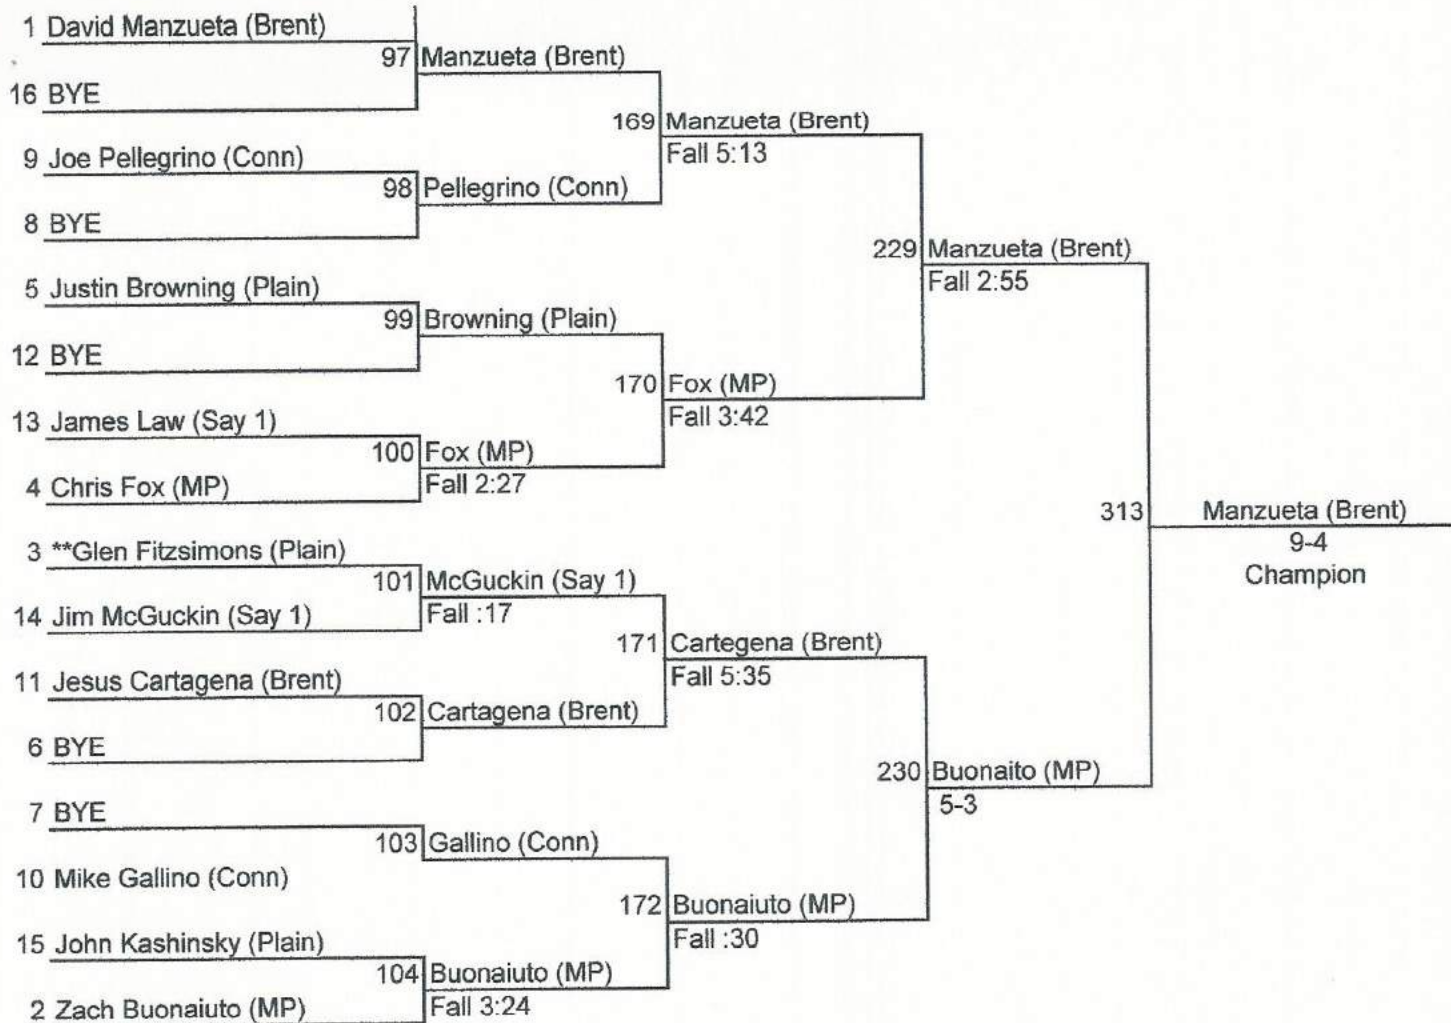 1 David Manzueta (Brent)
97 Manzueta (Brent)
16 BYE
169 Manzueta (Brent)
Fall 5:13
9 Joe Pellegrino (Conn)
98 Pellegrino (Conn)
8 BYE
229 Manzueta (Brent)
Fall 2:55
5 Justin Browning (Plain)
99 Browning (Plain)
12 BYE
170 Fox (MP)
Fall 3:42
13 James Law (Say 1)
100 Fox (MP)
Fall 2:27
4 Chris Fox (MP)
313 Manzueta (Brent)
9-4
Champion
3 **Glen Fitzsimons (Plain)
101 McGuckin (Say 1)
Fall :17
14 Jim McGuckin (Say 1)
171 Cartegena (Brent)
Fall 5:35
11 Jesus Cartagena (Brent)
102 Cartagena (Brent)
6 BYE
230 Buonaito (MP)
5-3
7 BYE
103 Gallino (Conn)
10 Mike Gallino (Conn)
172 Buonaiuto (MP)
Fall :30
15 John Kashinsky (Plain)
104 Buonaiuto (MP)
Fall 3:24
2 Zach Buonaiuto (MP)